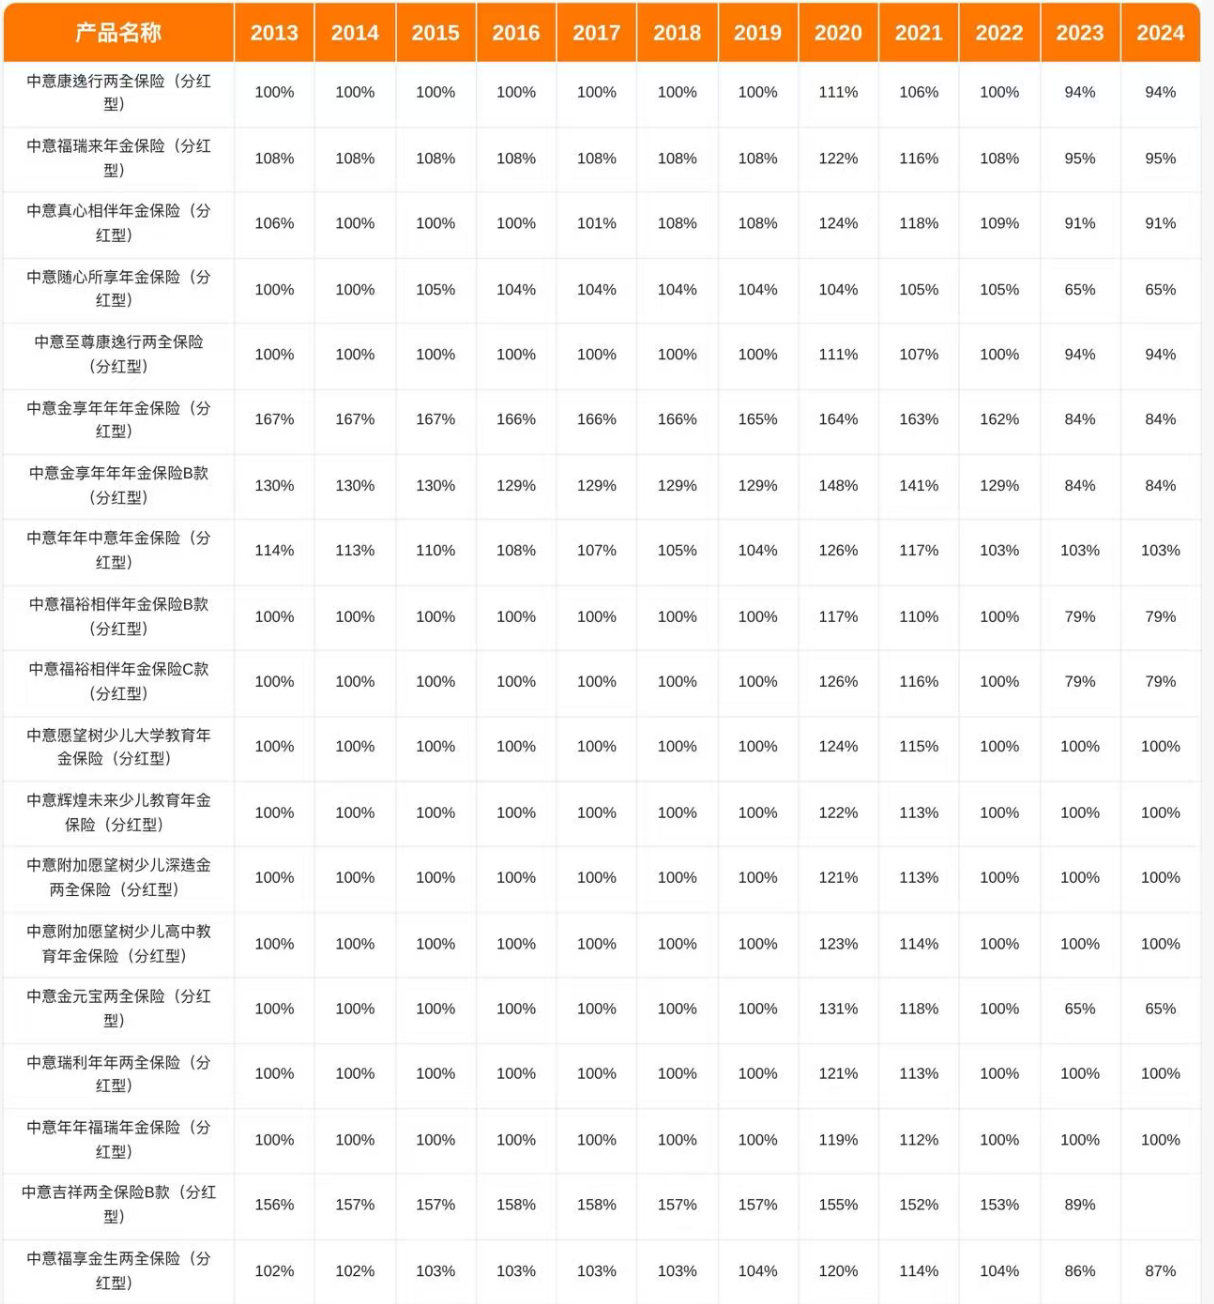 产品名称 2013 2014 2015 2016 2017 2018 2019 2020 2021 2022 2023 2024
中意康逸行两全保险（分红
型） 100% 100% 100% 100% 100% 100% 100% 111% 106% 100% 94% 94%
中意福瑞来年金保险（分红
型） 108% 108% 108% 108% 108% 108% 108% 122% 116% 108% 95% 95%
中意真心相伴年金保险（分
红型） 106% 100% 100% 100% 101% 108% 108% 124% 118% 109% 91% 91%
中意随心所享年金保险（分
红型） 100% 100% 105% 104% 104% 104% 104% 104% 105% 105% 65% 65%
中意至尊康逸行两全保险
（分红型） 100% 100% 100% 100% 100% 100% 100% 111% 107% 100% 94% 94%
中意金享年年年金保险（分
红型） 167% 167% 167% 166% 166% 166% 165% 164% 163% 162% 84% 84%
中意金享年年年金保险B款
（分红型） 130% 130% 130% 129% 129% 129% 129% 148% 141% 129% 84% 84%
中意年年中意年金保险（分
红型） 114% 113% 110% 108% 107% 105% 104% 126% 117% 103% 103% 103%
中意福裕相伴年金保险B款
（分红型） 100% 100% 100% 100% 100% 100% 100% 117% 110% 100% 79% 79%
中意福裕相伴年金保险C款
（分红型） 100% 100% 100% 100% 100% 100% 100% 126% 116% 100% 79% 79%
中意愿望树少儿大学教育年
金保险（分红型） 100% 100% 100% 100% 100% 100% 100% 124% 115% 100% 100% 100%
中意辉煌未来少儿教育年金
保险（分红型） 100% 100% 100% 100% 100% 100% 100% 122% 113% 100% 100% 100%
中意附加愿望树少儿深造金
两全保险（分红型） 100% 100% 100% 100% 100% 100% 100% 121% 113% 100% 100% 100%
中意附加愿望树少儿高中教
育年金保险（分红型） 100% 100% 100% 100% 100% 100% 100% 123% 114% 100% 100% 100%
中意金元宝两全保险（分红
型） 100% 100% 100% 100% 100% 100% 100% 131% 118% 100% 65% 65%
中意瑞利年年两全保险（分
红型） 100% 100% 100% 100% 100% 100% 100% 121% 113% 100% 100% 100%
中意年年福瑞年金保险（分
红型） 100% 100% 100% 100% 100% 100% 100% 119% 112% 100% 100% 100%
中意吉祥两全保险B款（分红
型） 156% 157% 157% 158% 158% 157% 157% 155% 152% 153% 89%
中意福享金生两全保险（分
红型） 102% 102% 103% 103% 103% 103% 104% 120% 114% 104% 86% 87%